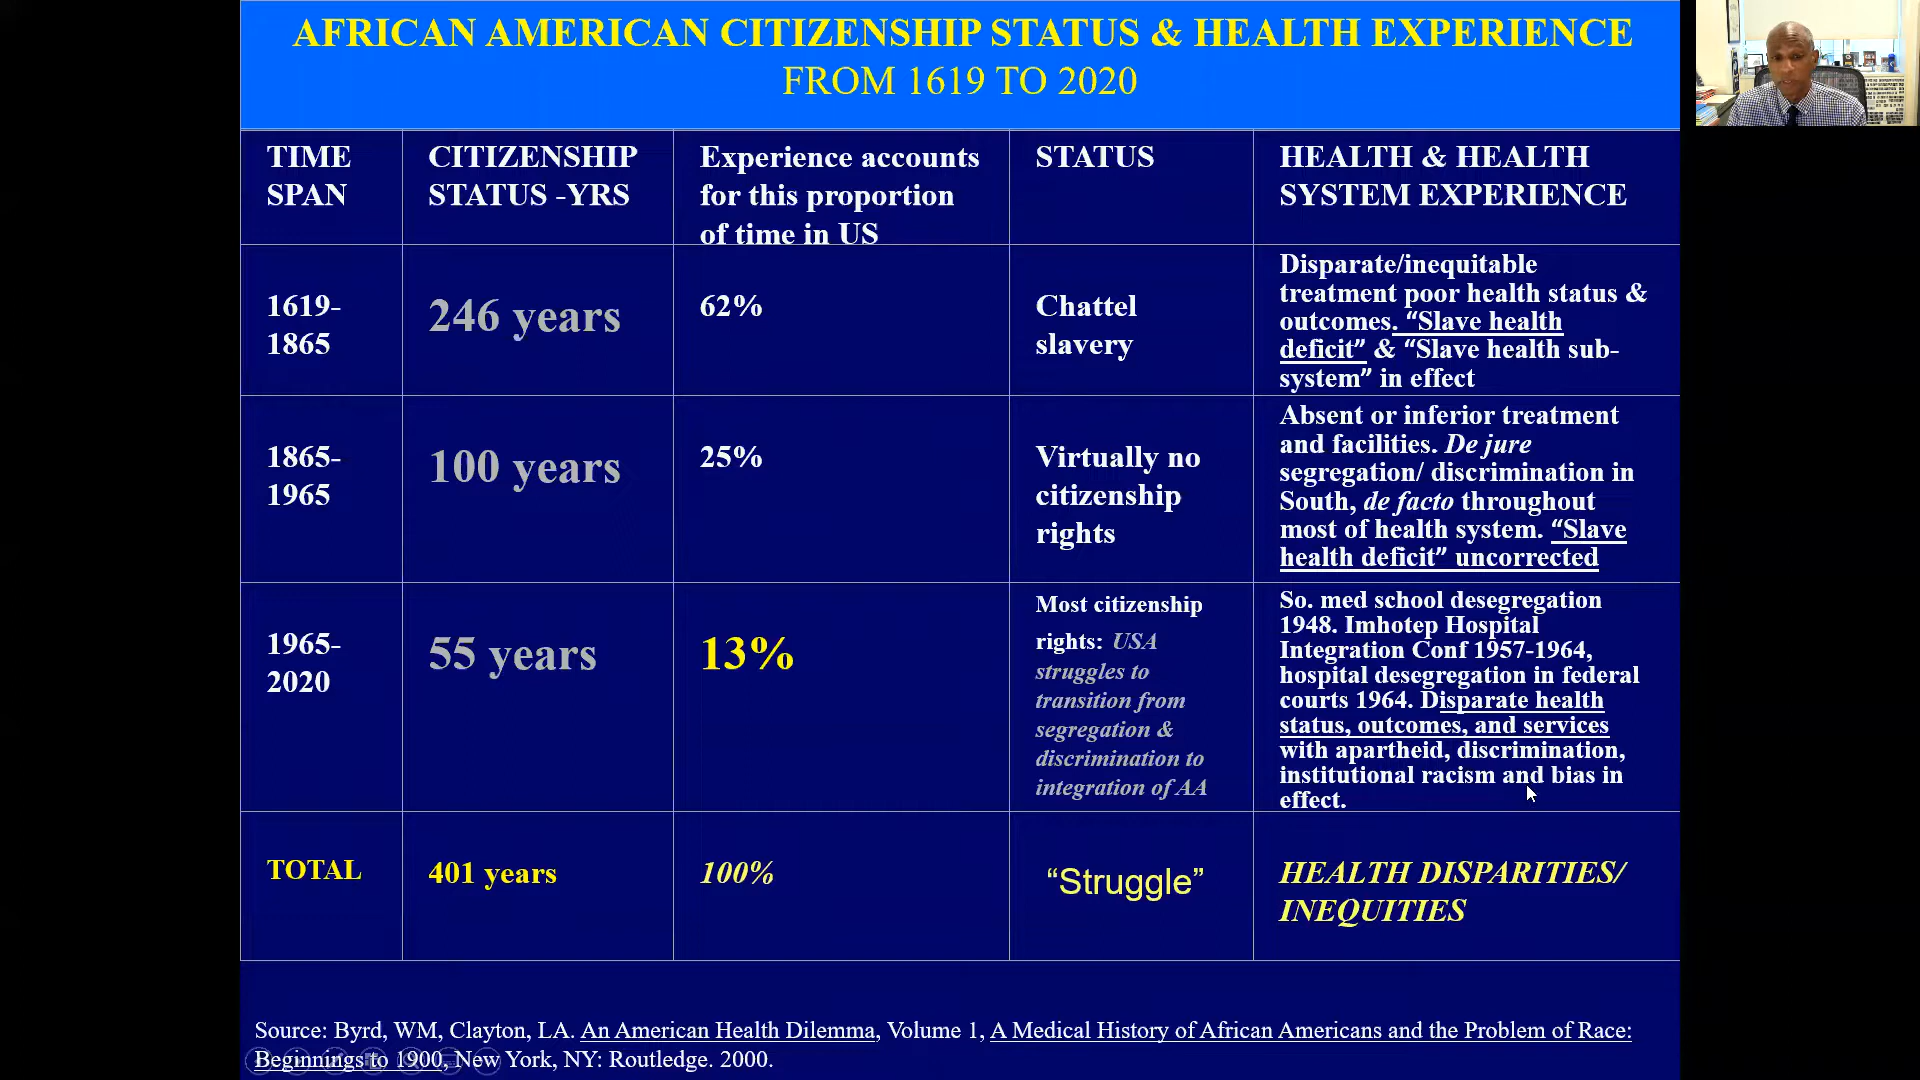 AFRICAN AMERICAN CITIZENSHIP STATUS & HEALTH EXPERIENCE
FROM 1619 TO 2020
TIME
SPAN
CITIZENSHIP
STATUS -YRS
Experience accounts
for this proportion
of time in US
STATUS
HEALTH & HEALTH
SYSTEM EXPERIENCE
1619-
1865
246 years
62%
Chattel
slavery
Disparate/inequitable
treatment poor health status &
outcomes. “Slave health
deficit” & “Slave health sub-
system” in effect
1865-
1965
100 years
25%
Virtually no
citizenship
rights
Absent or inferior treatment
and facilities. De jure
segregation/ discrimination in
South, de facto throughout
most of health system. “Slave
health deficit” uncorrected
1965-
2020
55 years
13%
Most citizenship
rights: USA
struggles to
transition from
segregation &
discrimination to
integration of AA
So. med school desegregation
1948. Imhotep Hospital
Integration Conf 1957-1964,
hospital desegregation in federal
courts 1964. Disparate health
status, outcomes, and services
with apartheid, discrimination,
institutional racism and bias in
effect.
TOTAL
401 years
100%
“Struggle”
HEALTH DISPARITIES/
INEQUITIES
Source: Byrd, WM, Clayton, LA. An American Health Dilemma, Volume 1, A Medical History of African Americans and the Problem of Race:
Beginnings to 1900, New York, NY: Routledge. 2000.